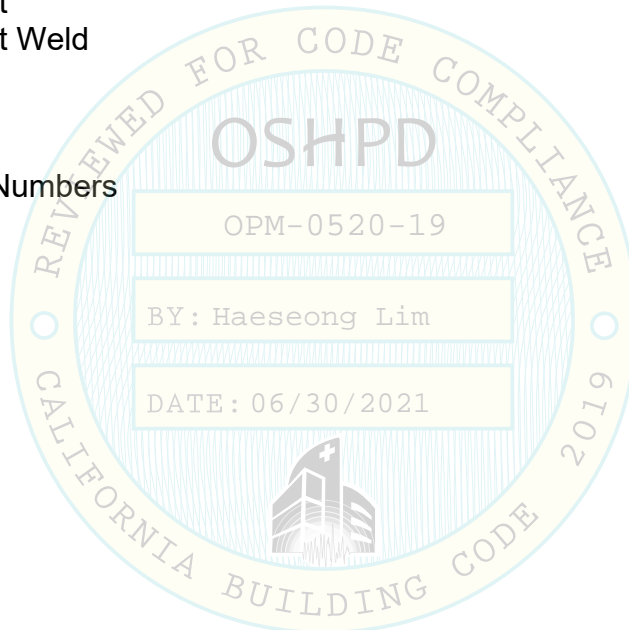 t
t Weld
Numbers
REVIEWED FOR CODE COMPLIANCE
OSHPD
OPM-0520-19
BY: Haeseong Lim
DATE: 06/30/2021
CALIFORNIA BUILDING CODE 2019